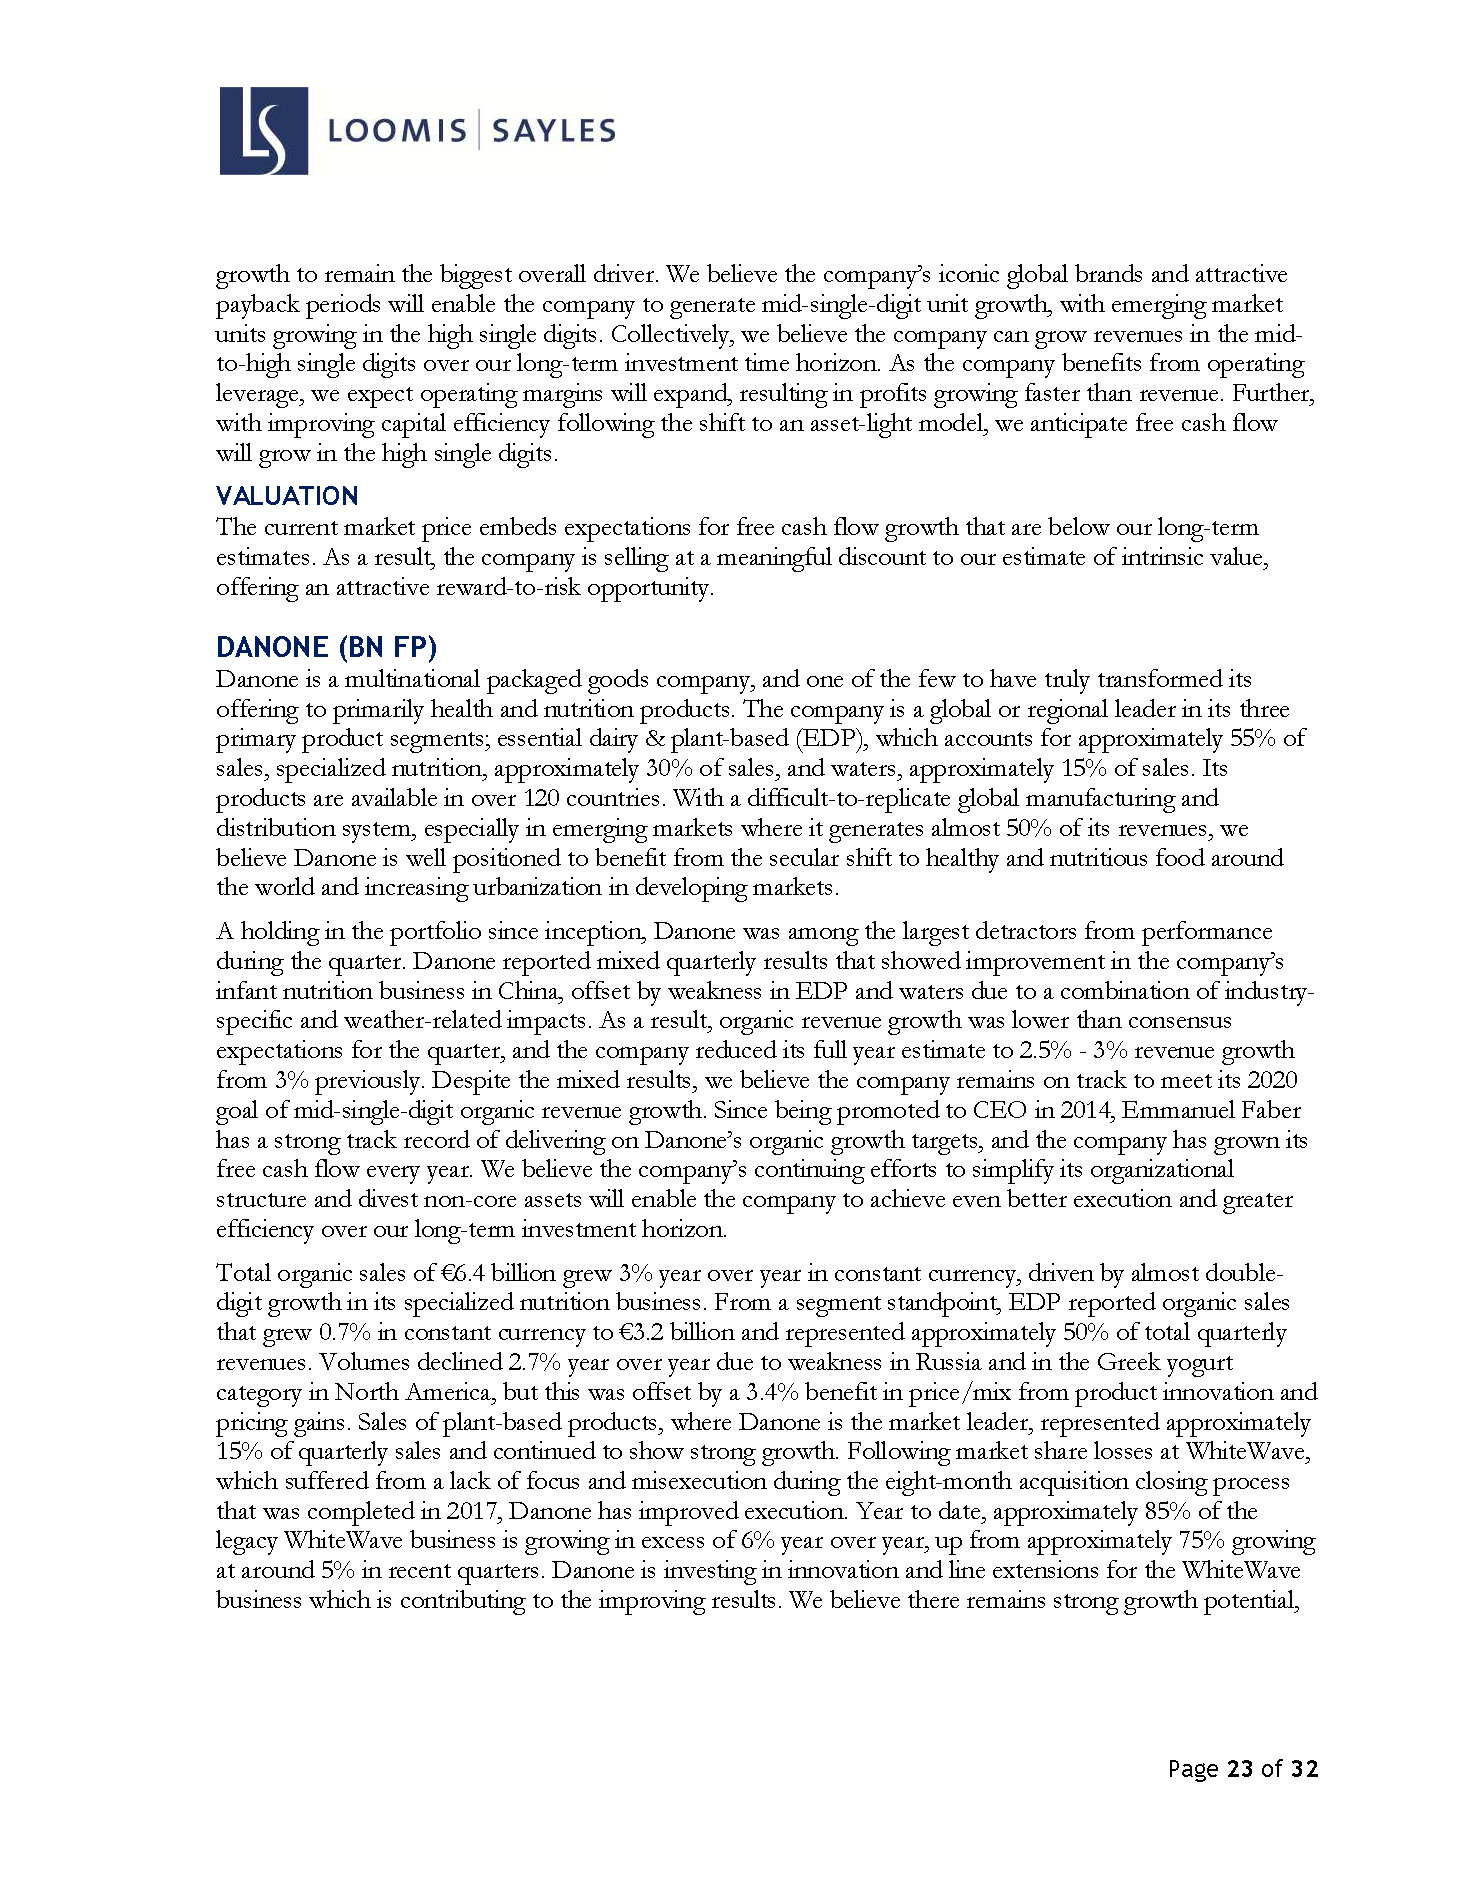 LS LOOMIS | SAYLES
growth to remain the biggest overall driver. We believe the company’s iconic global brands and attractive
payback periods will enable the company to generate mid-single-digit unit growth, with emerging market
units growing in the high single digits. Collectively, we believe the company can grow revenues in the mid-
to-high single digits over our long-term investment time horizon. As the company benefits from operating
leverage, we expect operating margins will expand, resulting in profits growing faster than revenue. Further,
with improving capital efficiency following the shift to an asset-light model, we anticipate free cash flow
will grow in the high single digits.
VALUATION
The current market price embeds expectations for free cash flow growth that are below our long-term
estimates. As a result, the company is selling at a meaningful discount to our estimate of intrinsic value,
offering an attractive reward-to-risk opportunity.
DANONE (BN FP)
Danone is a multinational packaged goods company, and one of the few to have truly transformed its
offering to primarily health and nutrition products. The company is a global or regional leader in its three
primary product segments; essential dairy & plant-based (EDP), which accounts for approximately 55% of
sales, specialized nutrition, approximately 30% of sales, and waters, approximately 15% of sales. Its
products are available in over 120 countries. With a difficult-to-replicate global manufacturing and
distribution system, especially in emerging markets where it generates almost 50% of its revenues, we
believe Danone is well positioned to benefit from the secular shift to healthy and nutritious food around
the world and increasing urbanization in developing markets.
A holding in the portfolio since inception, Danone was among the largest detractors from performance
during the quarter. Danone reported mixed quarterly results that showed improvement in the company’s
infant nutrition business in China, offset by weakness in EDP and waters due to a combination of industry-
specific and weather-related impacts. As a result, organic revenue growth was lower than consensus
expectations for the quarter, and the company reduced its full year estimate to 2.5% - 3% revenue growth
from 3% previously. Despite the mixed results, we believe the company remains on track to meet its 2020
goal of mid-single-digit organic revenue growth. Since being promoted to CEO in 2014, Emmanuel Faber
has a strong track record of delivering on Danone’s organic growth targets, and the company has grown its
free cash flow every year. We believe the company’s continuing efforts to simplify its organizational
structure and divest non-core assets will enable the company to achieve even better execution and greater
efficiency over our long-term investment horizon.
Total organic sales of €6.4 billion grew 3% year over year in constant currency, driven by almost double-
digit growth in its specialized nutrition business. From a segment standpoint, EDP reported organic sales
that grew 0.7% in constant currency to €3.2 billion and represented approximately 50% of total quarterly
revenues. Volumes declined 2.7% year over year due to weakness in Russia and in the Greek yogurt
category in North America, but this was offset by a 3.4% benefit in price/mix from product innovation and
pricing gains. Sales of plant-based products, where Danone is the market leader, represented approximately
15% of quarterly sales and continued to show strong growth. Following market share losses at WhiteWave,
which suffered from a lack of focus and misexecution during the eight-month acquisition closing process
that was completed in 2017, Danone has improved execution. Year to date, approximately 85% of the
legacy WhiteWave business is growing in excess of 6% year over year, up from approximately 75% growing
at around 5% in recent quarters. Danone is investing in innovation and line extensions for the WhiteWave
business which is contributing to the improving results. We believe there remains strong growth potential,
Page 23 of 32